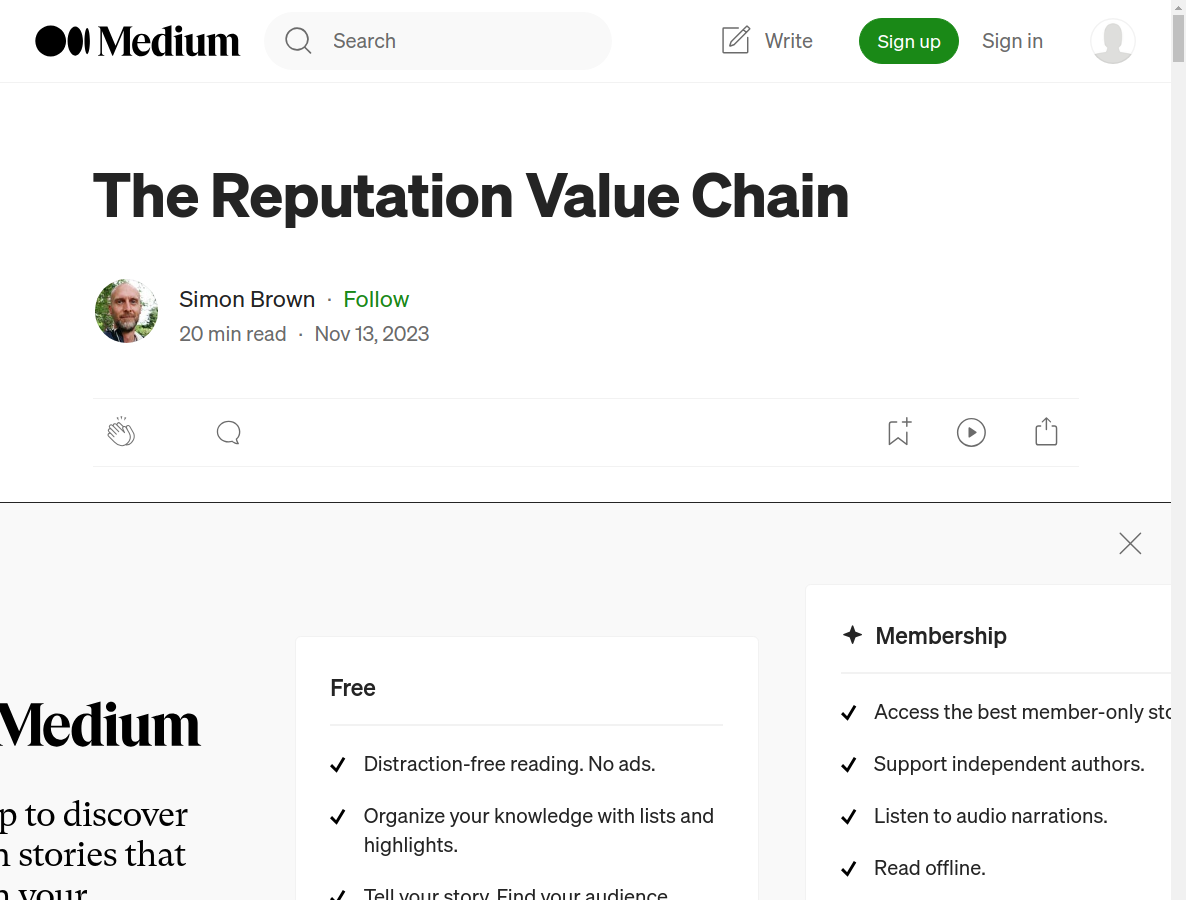 Medium
Search
Write
Sign up
Sign in
The Reputation Value Chain
Simon Brown · Follow
20 min read · Nov 13, 2023
Membership
Free
Access the best member-only
Medium
Distraction-free reading. No ads.
Support independent authors.
to discover
Organize your knowledge with lists and
highlights.
Listen to audio narrations.
stories that
Read offline.
your
Tell your story. Find your audience.